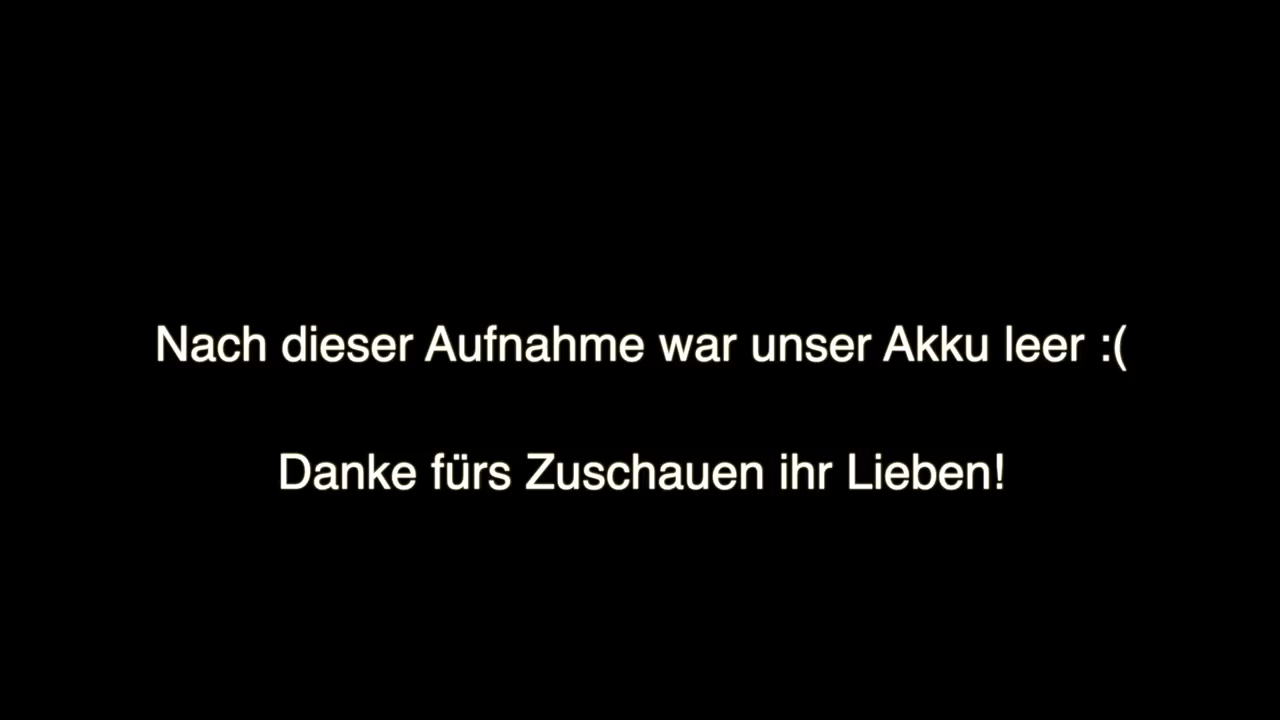 Nach dieser Aufnahme war unser Akku leer :(
Danke fürs Zuschauen ihr Lieben!